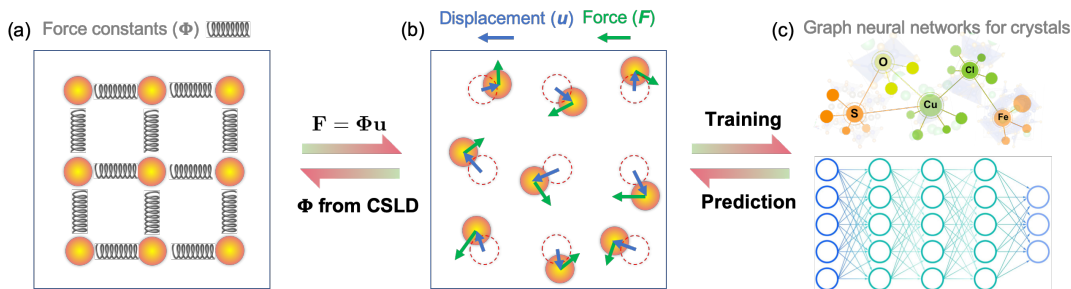 (a) Force constants (Φ)
(b) Displacement (u) Force (F)
(c) Graph neural networks for crystals
F = Φu
Φ from CSLD
Training
Prediction
O
Cl
S
Cu
Fe